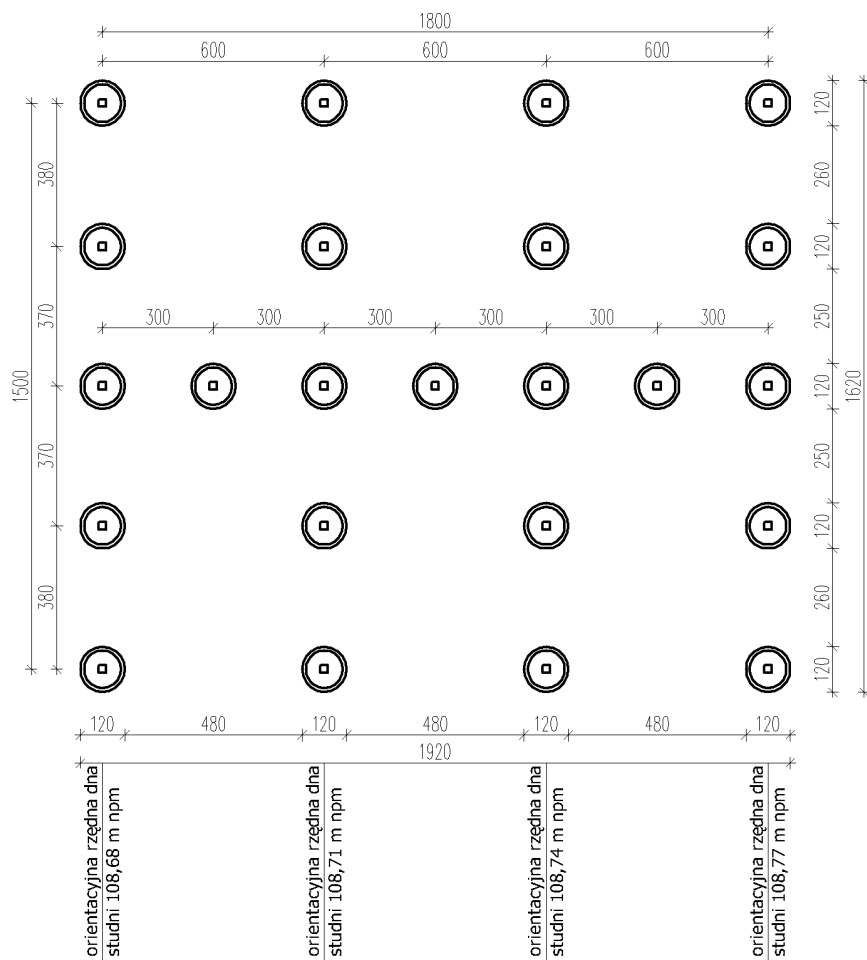 1800
600 600 600
120
380
260
120
370
300 300 300 300 300 300
250
1500
120
1620
370
250
120
380
260
120
120 480 120 480 120 480 120
1920
orientacyjna rzędna dna
studni 108,68 m npm
orientacyjna rzędna dna
studni 108,71 m npm
orientacyjna rzędna dna
studni 108,74 m npm
orientacyjna rzędna dna
studni 108,77 m npm